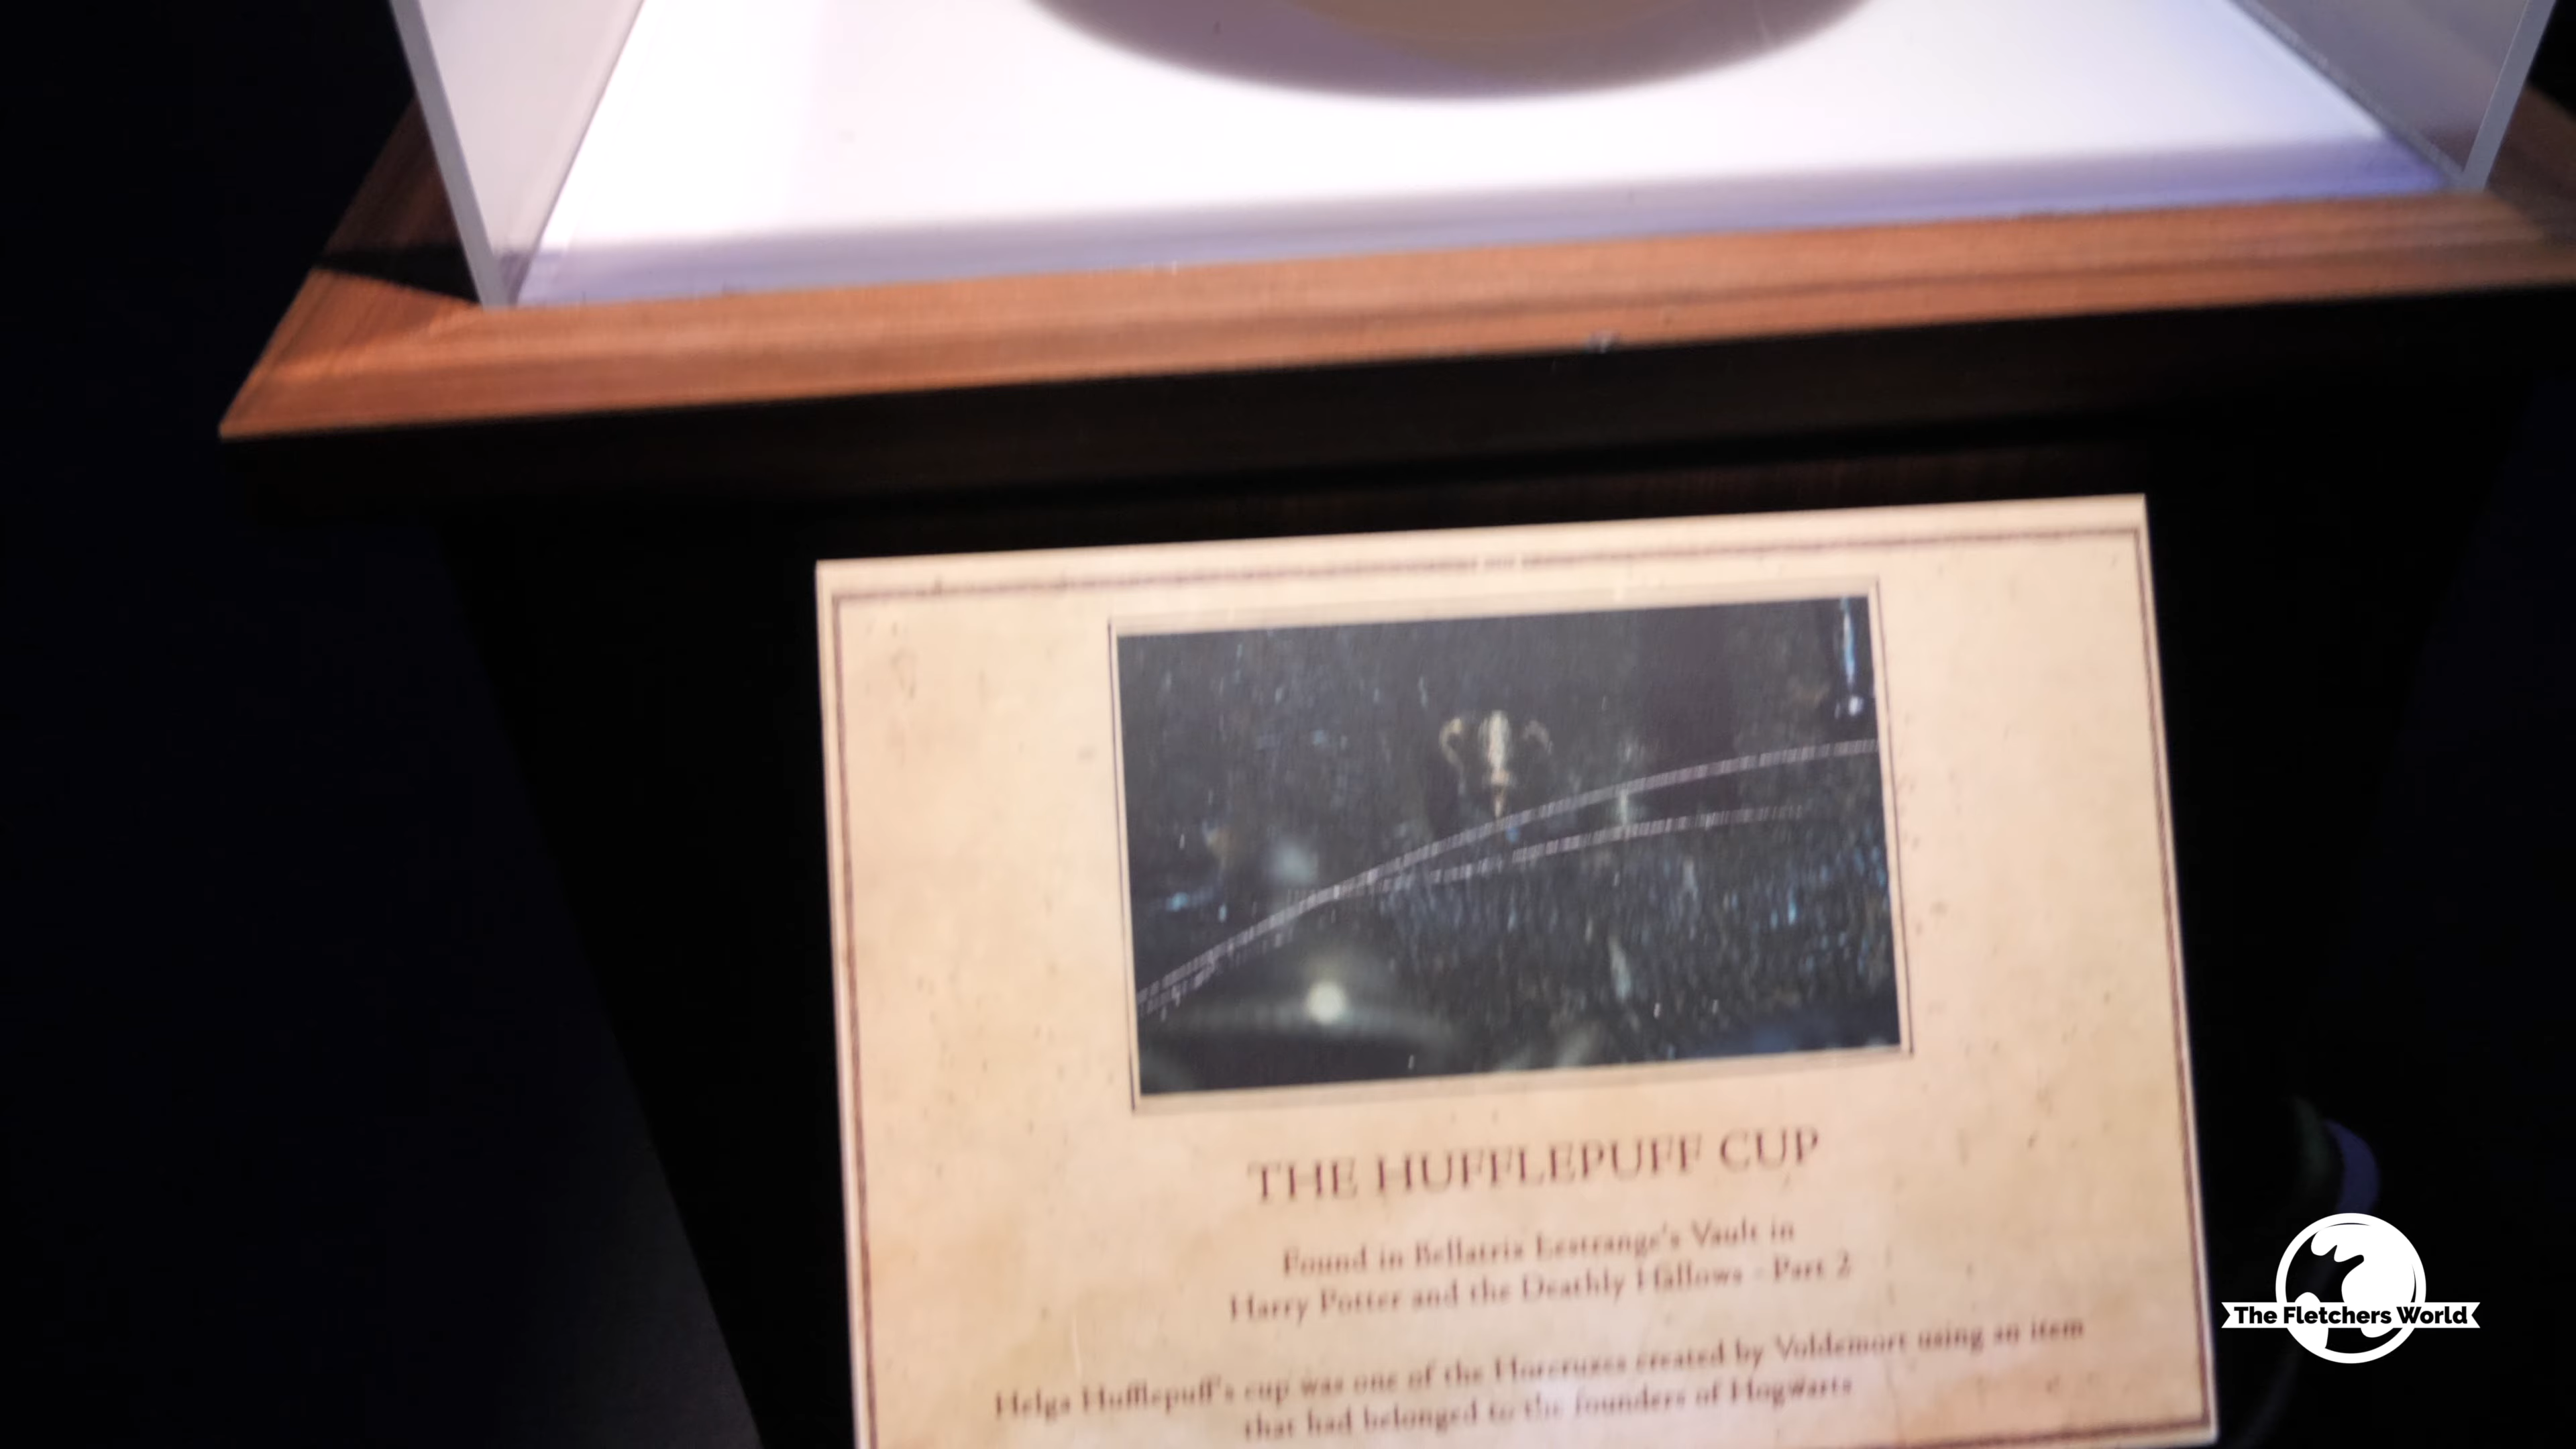 THE HUFFLEPUFF CUP
Found in Bellatrix Lestrange's Vault in
Harry Potter and the Deathly Hallows - Part 2
Helga Hufflepuff's cup was one of the Horcruxes created by Voldemort using an item
that had belonged to the founders of Hogwarts
The Fletchers World